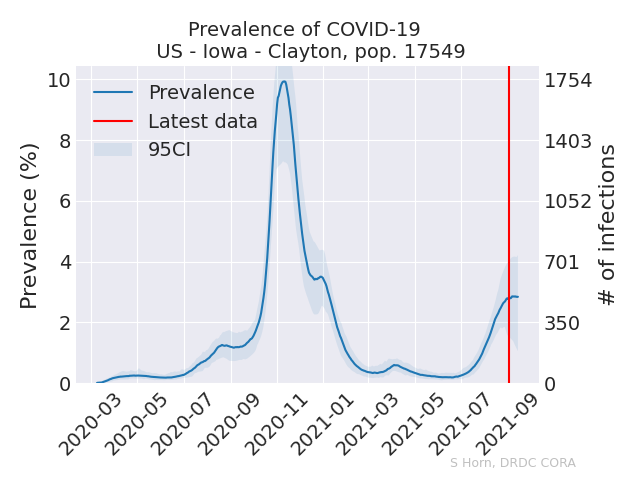 Prevalence of COVID-19
US - Iowa - Clayton, pop. 17549
Prevalence (%)
10
8
6
4
2
0
Prevalence
Latest data
95CI
1754
1403
1052
701
350
0
# of infections
2020-03
2020-05
2020-07
2020-09
2020-11
2021-01
2021-03
2021-05
2021-07
2021-09
S Horn, DRDC CORA